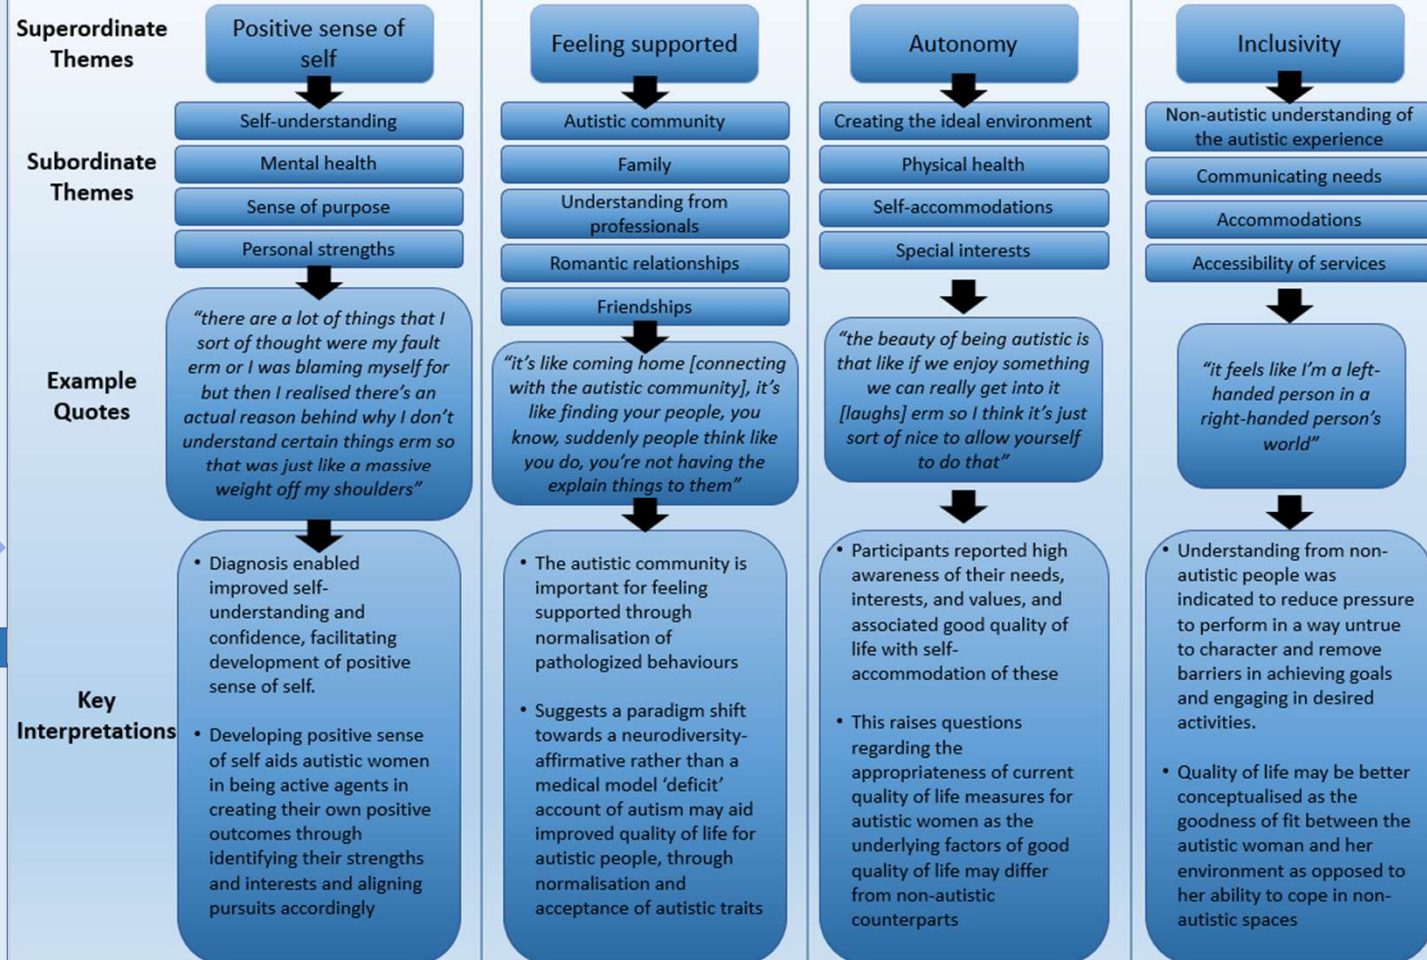 Superordinate
Themes
Positive sense of
self
Feeling supported
Autonomy
Inclusivity
Subordinate
Themes
Self-understanding
Mental health
Sense of purpose
Personal strengths
Autistic community
Family
Understanding from
professionals
Romantic relationships
Friendships
Creating the ideal environment
Physical health
Self-accommodations
Special interests
Non-autistic understanding of
the autistic experience
Communicating needs
Accommodations
Accessibility of services
Example
Quotes
“there are a lot of things that I
sort of thought were my fault
erm or I was blaming myself for
but then I realised there’s an
actual reason behind why I don’t
understand certain things erm so
that was just like a massive
weight off my shoulders”
“it’s like coming home [connecting
with the autistic community], it’s
like finding your people, you
know, suddenly people think like
you do, you’re not having the
explain things to them”
“the beauty of being autistic is
that like if we enjoy something
we can really get into it
[laughs] erm so I think it’s just
sort of nice to allow yourself
to do that”
“it feels like I’m a left-
handed person in a
right-handed person’s
world”
Key
Interpretations
• Diagnosis enabled
improved self-
understanding and
confidence, facilitating
development of positive
sense of self.
• Developing positive sense
of self aids autistic women
in being active agents in
creating their own positive
outcomes through
identifying their strengths
and interests and aligning
pursuits accordingly
• The autistic community is
important for feeling
supported through
normalisation of
pathologized behaviours
• Suggests a paradigm shift
towards a neurodiversity-
affirmative rather than a
medical model ‘deficit’
account of autism may aid
improved quality of life for
autistic people, through
normalisation and
acceptance of autistic traits
• Participants reported high
awareness of their needs,
interests, and values, and
associated good quality of
life with self-
accommodation of these
• This raises questions
regarding the
appropriateness of current
quality of life measures for
autistic women as the
underlying factors of good
quality of life may differ
from non-autistic
counterparts
• Understanding from non-
autistic people was
indicated to reduce pressure
to perform in a way untrue
to character and remove
barriers in achieving goals
and engaging in desired
activities.
• Quality of life may be better
conceptualised as the
goodness of fit between the
autistic woman and her
environment as opposed to
her ability to cope in non-
autistic spaces